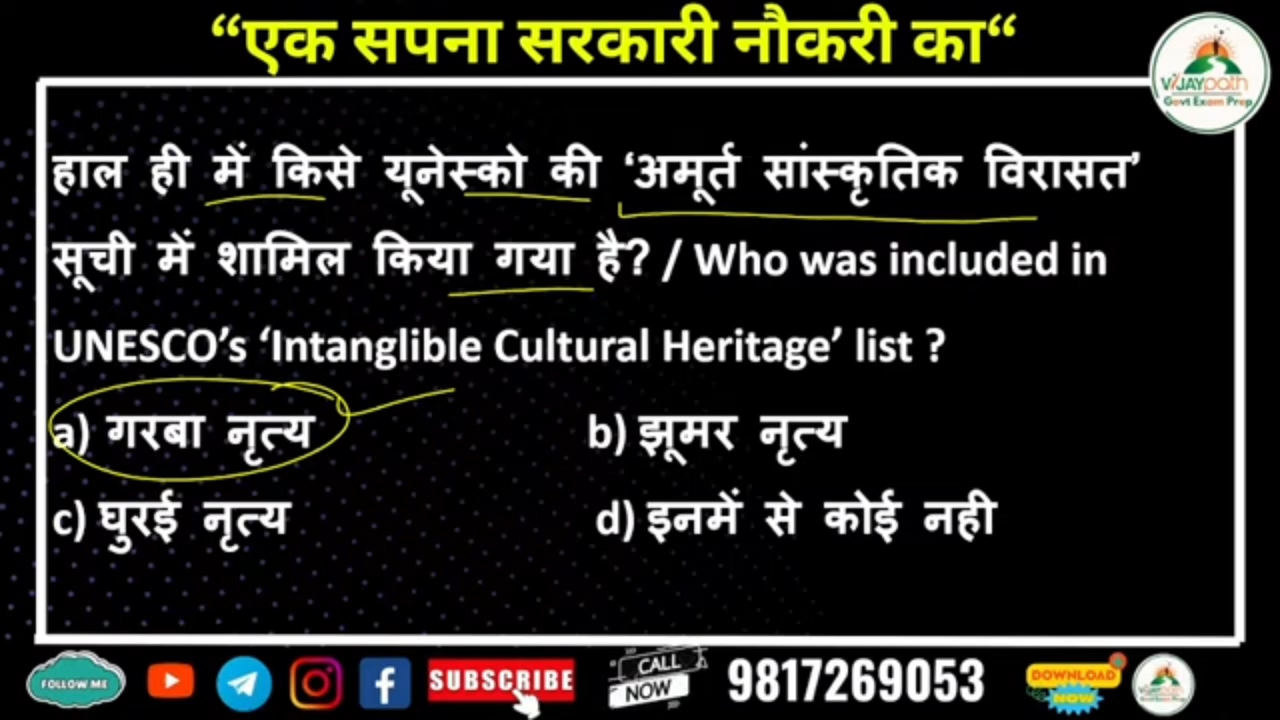 “एक सपना सरकारी नौकरी का“
VIJAYpath
Govt Exam Prep
हाल ही में किसे यूनेस्को की ‘अमूर्त सांस्कृतिक विरासत’
सूची में शामिल किया गया है? / Who was included in
UNESCO’s ‘Intanglible Cultural Heritage’ list ?
a) गरबा नृत्य b) झूमर नृत्य
c) घुरई नृत्य d) इनमें से कोई नही
FOLLOW ME SUBSCRIBE CALL NOW 9817269053 DOWNLOAD NOW VIJAYpath